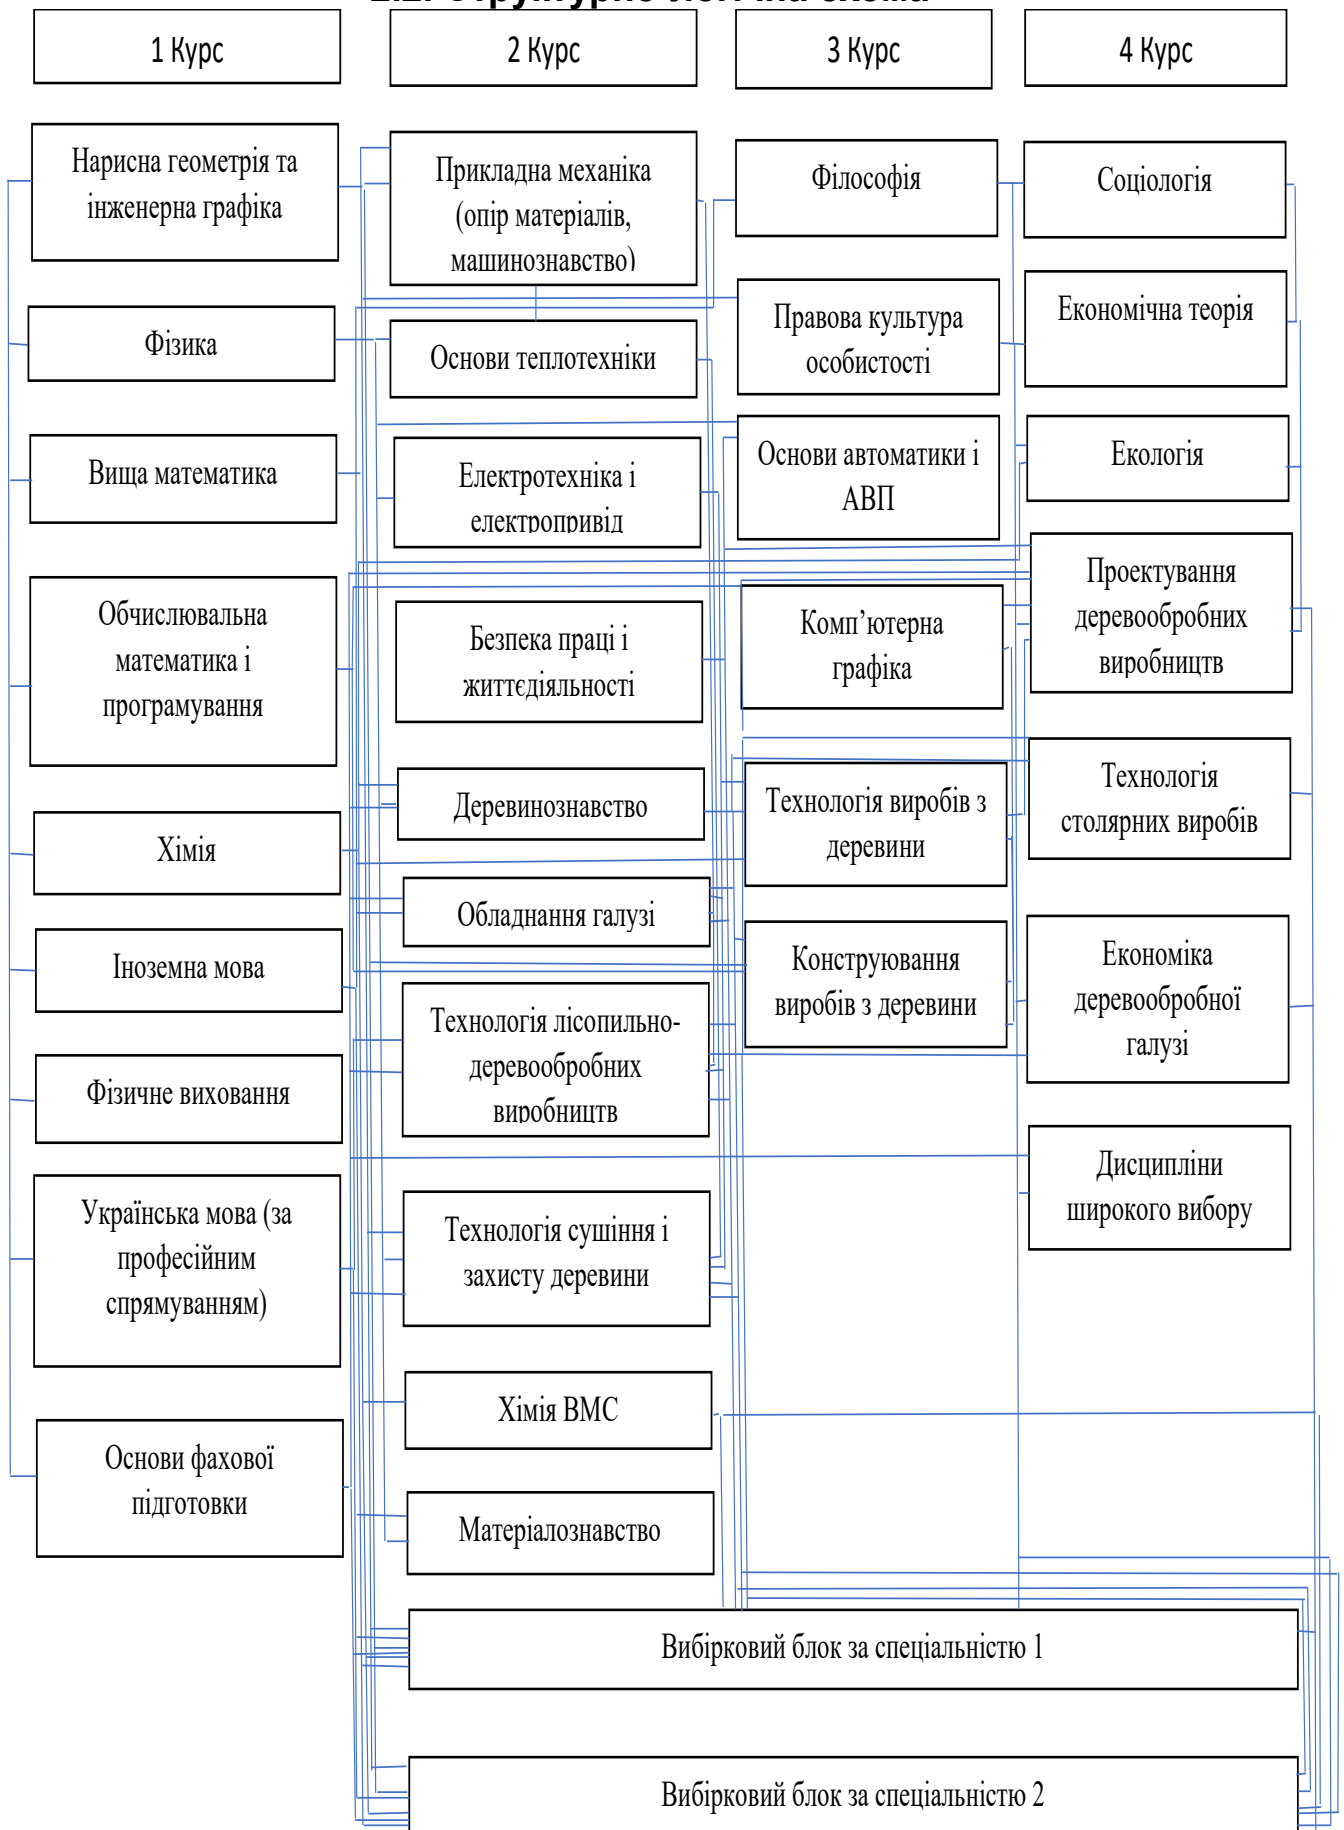 2.2. Структурно-логічна схема
1 Курс
2 Курс
3 Курс
4 Курс
Нарисна геометрія та
інженерна графіка
Фізика
Вища математика
Обчислювальна
математика і
програмування
Хімія
Іноземна мова
Фізичне виховання
Українська мова (за
професійним
спрямуванням)
Основи фахової
підготовки
Прикладна механіка
(опір матеріалів,
машинознавство)
Основи теплотехніки
Електротехніка і
електропривід
Безпека праці і
життєдіяльності
Деревинознавство
Обладнання галузі
Технологія лісопильно-
деревообробних
виробництв
Технологія сушіння і
захисту деревини
Хімія ВМС
Матеріалознавство
Філософія
Правова культура
особистості
Основи автоматики і
АВП
Комп’ютерна
графіка
Технологія виробів з
деревини
Конструювання
виробів з деревини
Соціологія
Економічна теорія
Екологія
Проектування
деревообробних
виробництв
Технологія
столярних виробів
Економіка
деревообробної
галузі
Дисципліни
широкого вибору
Вибірковий блок за спеціальністю 1
Вибірковий блок за спеціальністю 2